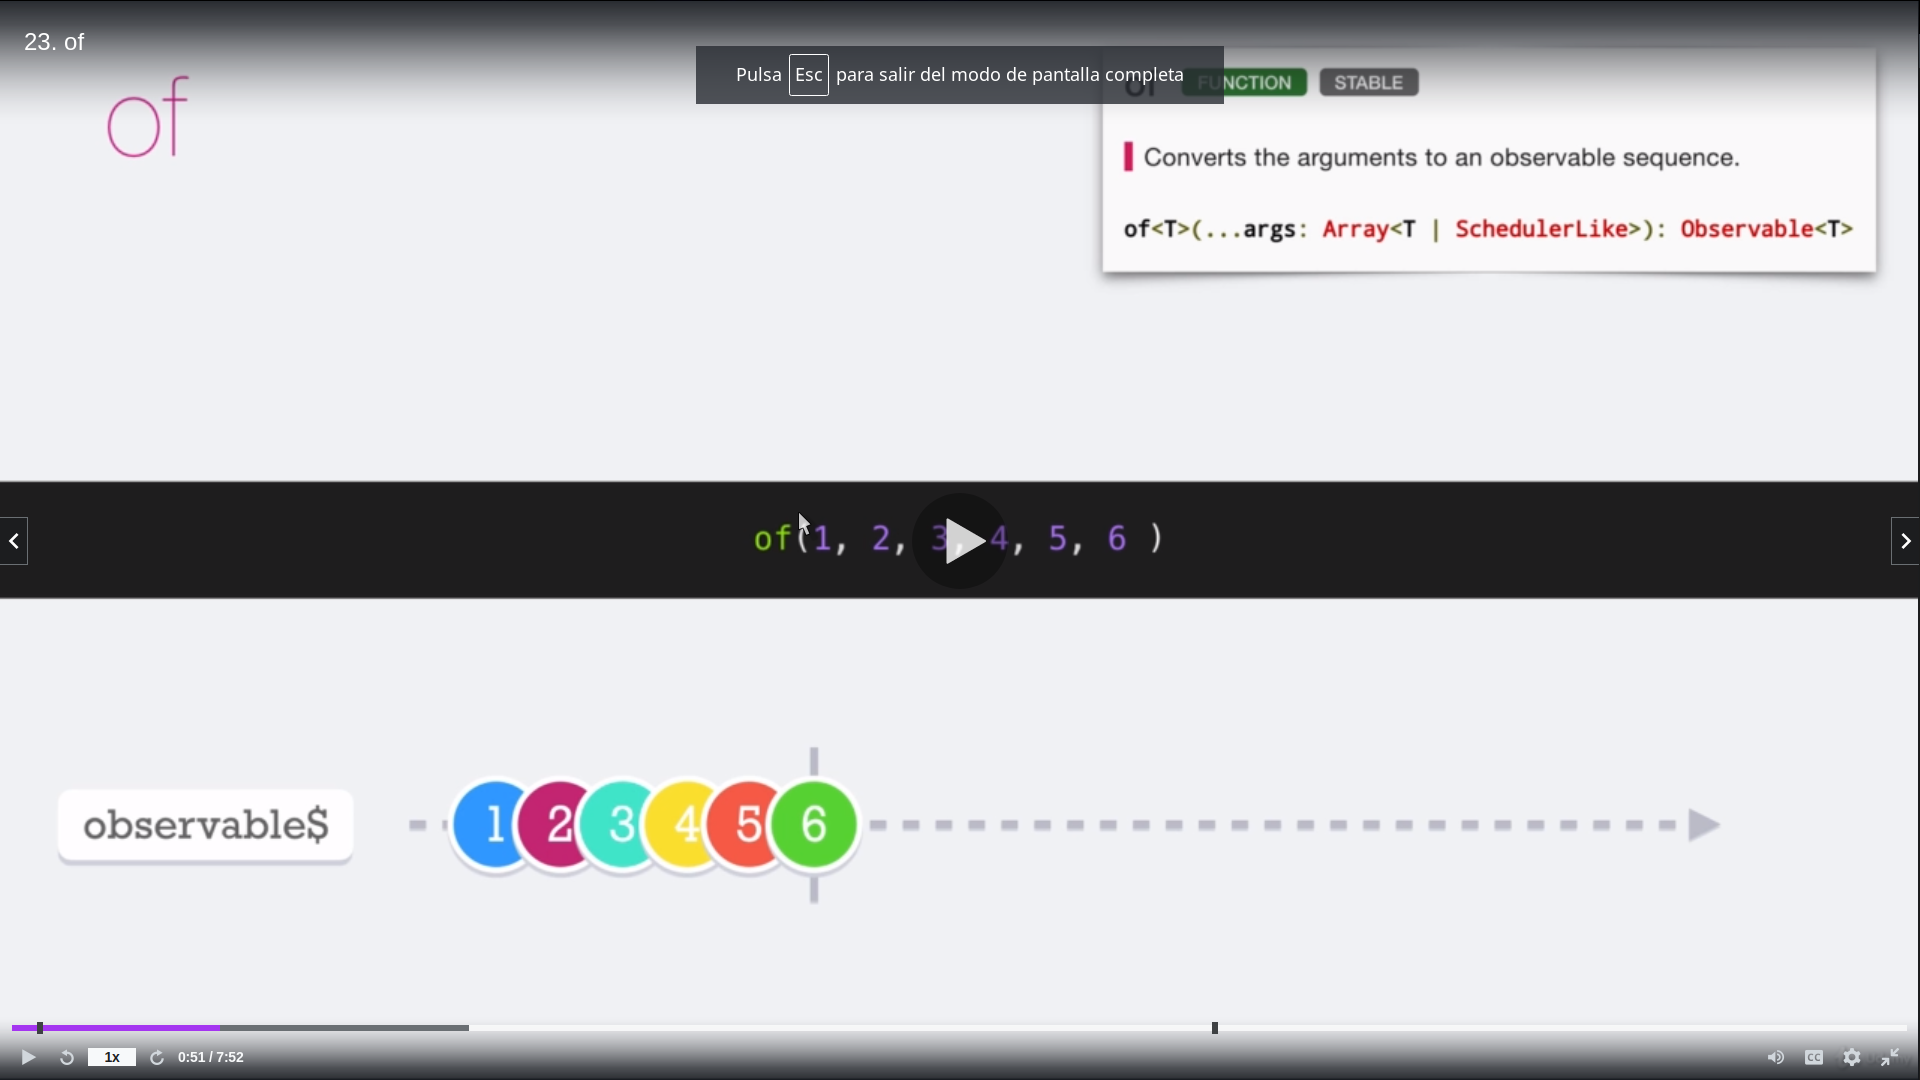 23. of
of
Pulsa Esc para salir del modo de pantalla completa
of FUNCTION STABLE
Converts the arguments to an observable sequence.
of<T>(...args: Array<T | SchedulerLike>): Observable<T>
of(1, 2, 3, 4, 5, 6 )
observable$
1 2 3 4 5 6
1x 0:51 / 7:52 CC